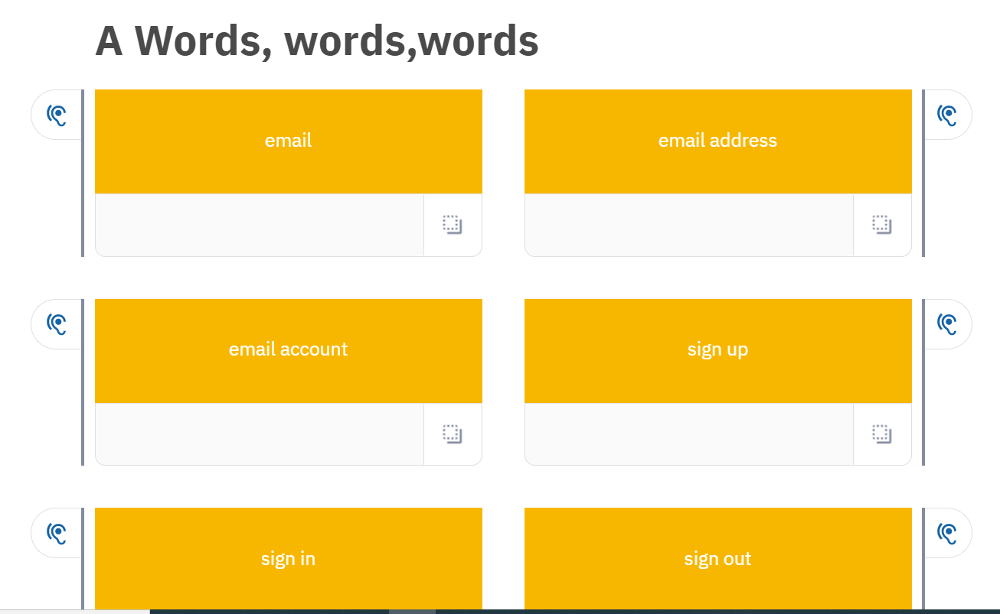 A Words, words,words
email
email address
email account
sign up
sign in
sign out